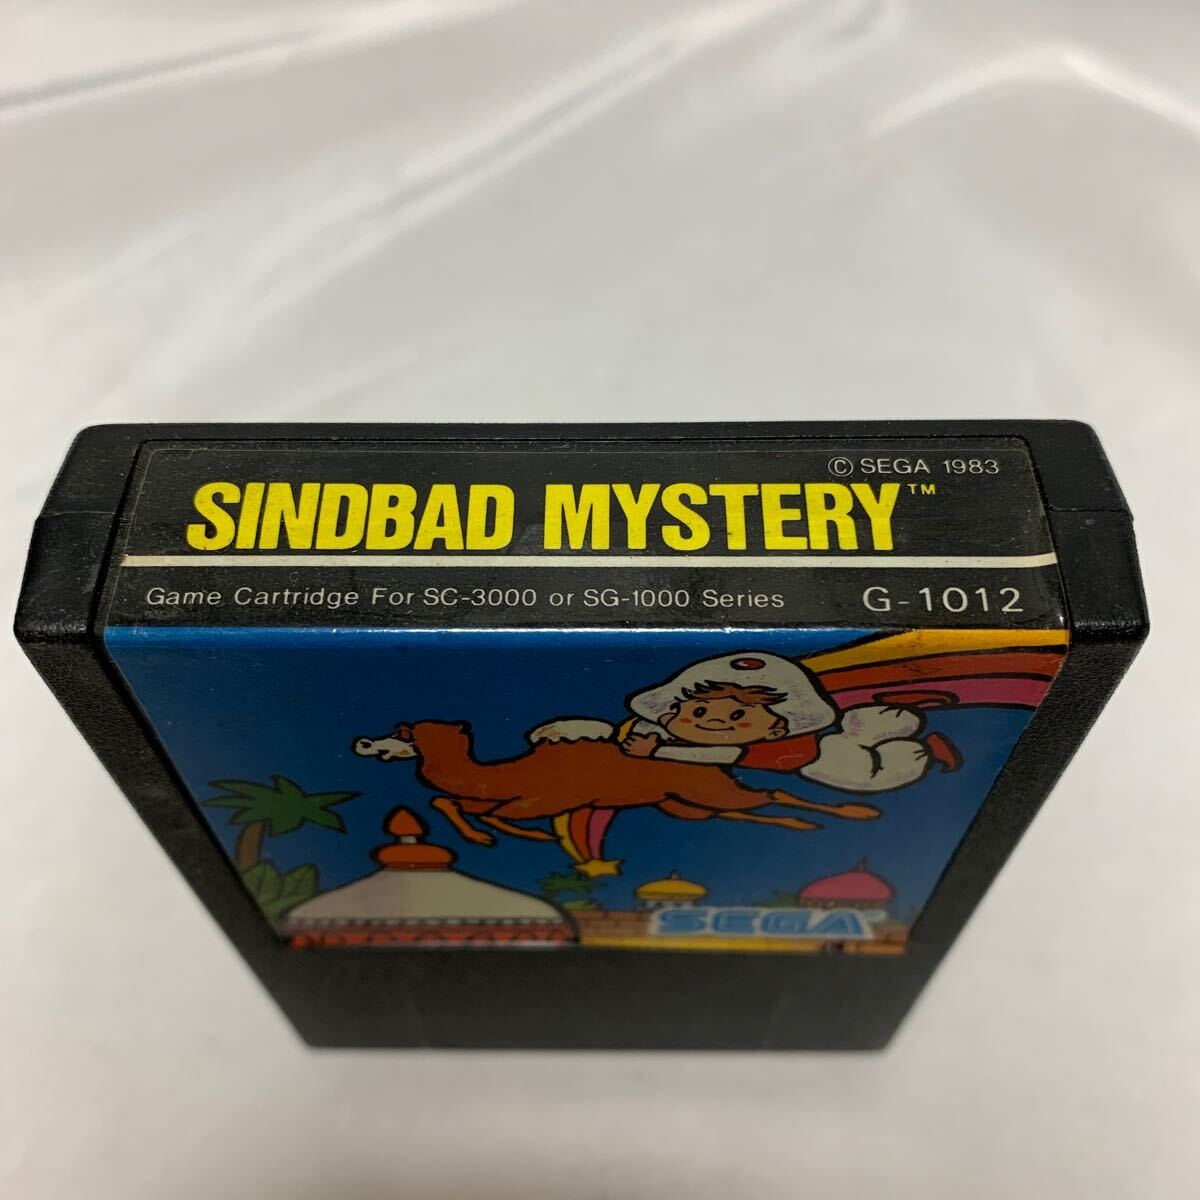 © SEGA 1983
SINDBAD MYSTERY™
Game Cartridge For SC-3000 or SG-1000 Series
G-1012
SEGA